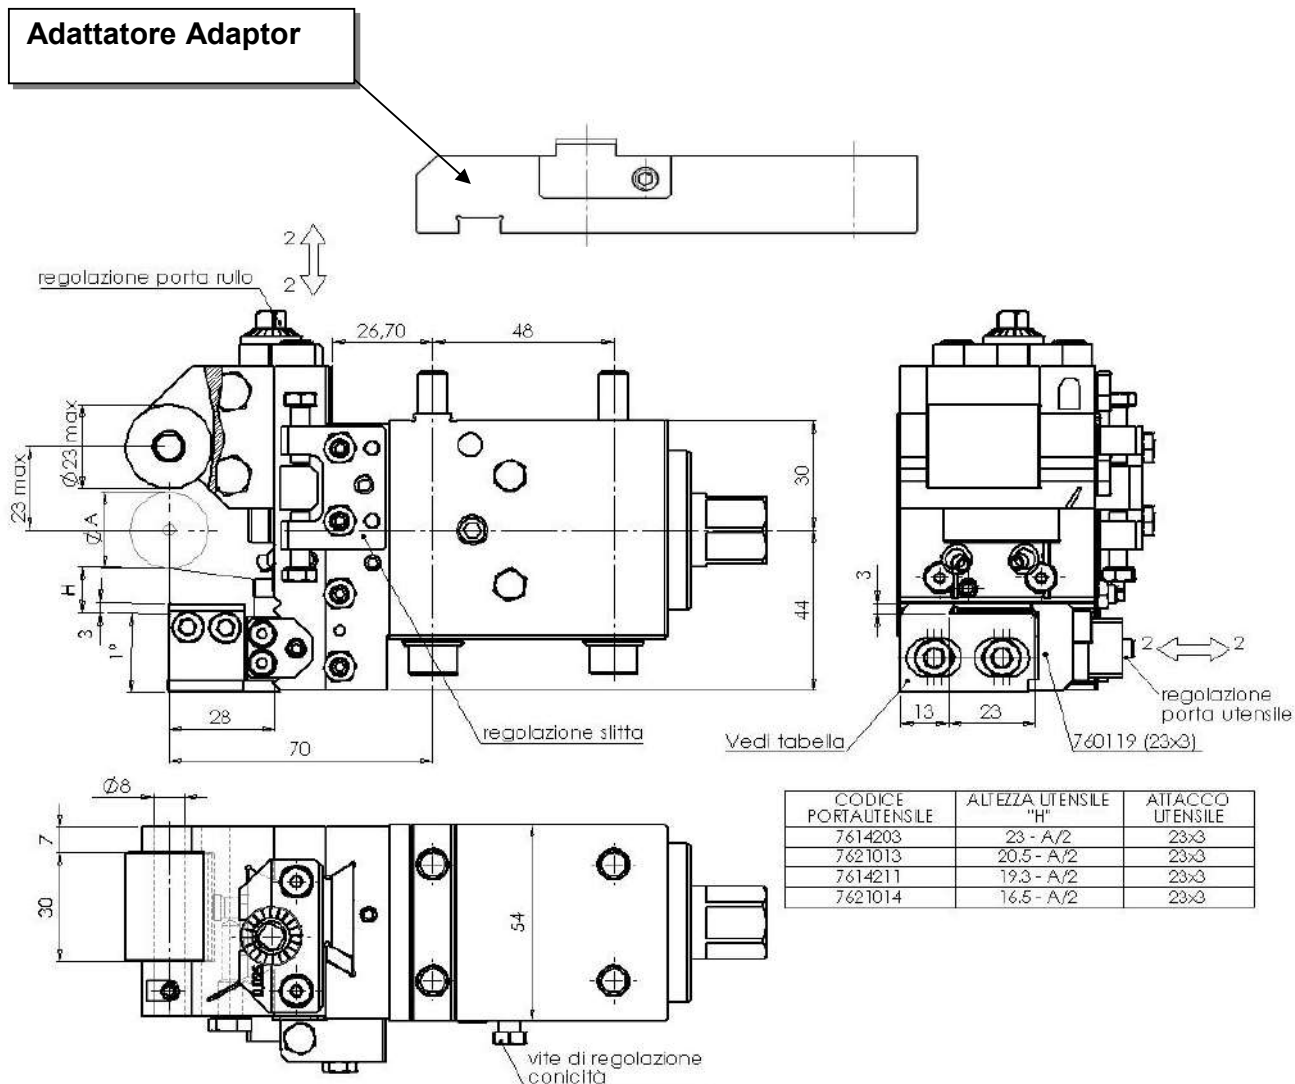 Adattatore Adaptor
2
2
regolazione porta rullo
26,70
48
Ø23 max
23 max
Ø A
H
3
1°
28
70
30
44
regolazione slitta
3
13
23
2
2
regolazione
porta utensile
Vedi tabella
760119 (23x3)
Ø8
7
30
54
0,025
vite di regolazione
conicità
CODICE PORTAUTENSILE ALTEZZA UTENSILE "H" ATTACCO UTENSILE
7614203 23 - A/2 23x3
7621013 20.5 - A/2 23x3
7614211 19.3 - A/2 23x3
7621014 16.5 - A/2 23x3